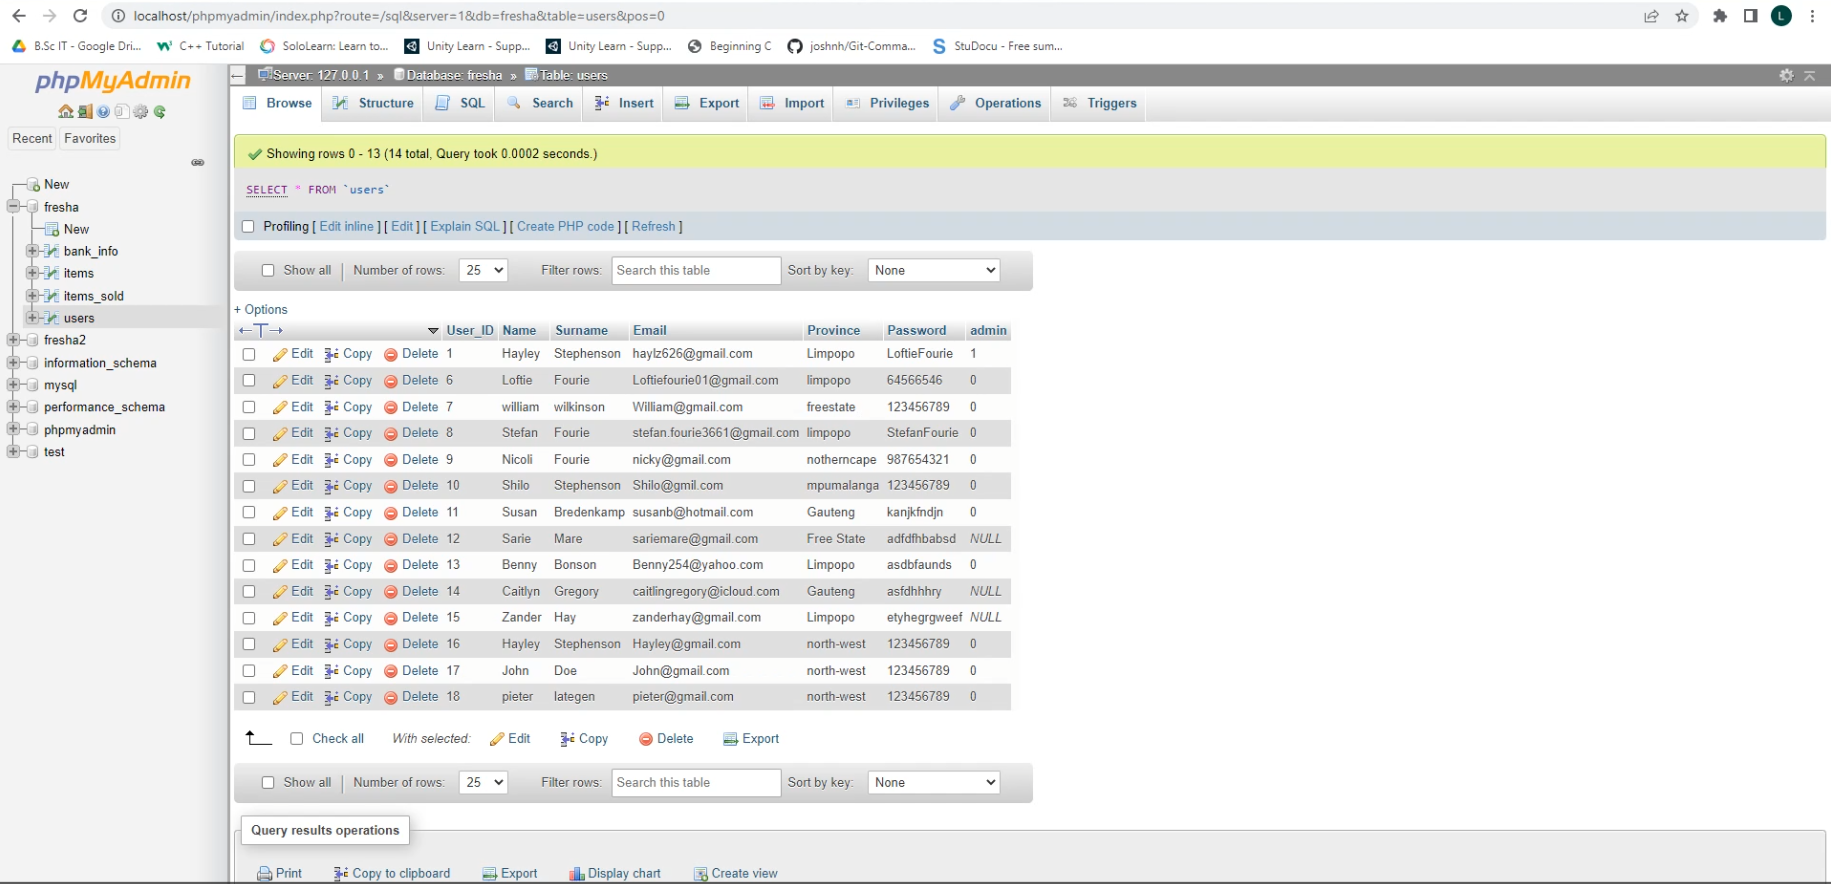 localhost/phpmyadmin/index.php?route=/sql&server=1&db=fresha&table=users&pos=0
L
B.Sc IT - Google Dri... C++ Tutorial SoloLearn: Learn to... Unity Learn - Supp... Unity Learn - Supp... Beginning C joshnh/Git-Comma... StuDocu - Free sum...
phpMyAdmin
Recent Favorites
New
fresha
New
bank_info
items
items_sold
users
fresha2
information_schema
mysql
performance_schema
phpmyadmin
test
Server: 127.0.0.1 » Database: fresha » Table: users
Browse Structure SQL Search Insert Export Import Privileges Operations Triggers
Showing rows 0 - 13 (14 total, Query took 0.0002 seconds.)
SELECT * FROM `users`
Profiling [ Edit inline ] [ Edit ] [ Explain SQL ] [ Create PHP code ] [ Refresh ]
Show all Number of rows: 25 Filter rows: Search this table Sort by key: None
+ Options
←T→ User_ID Name Surname Email Province Password admin
Edit Copy Delete 1 Hayley Stephenson haylz626@gmail.com Limpopo LoftieFourie 1
Edit Copy Delete 6 Loftie Fourie Loftiefourie01@gmail.com limpopo 64566546 0
Edit Copy Delete 7 william wilkinson William@gmail.com freestate 123456789 0
Edit Copy Delete 8 Stefan Fourie stefan.fourie3661@gmail.com limpopo StefanFourie 0
Edit Copy Delete 9 Nicoli Fourie nicky@gmail.com notherncape 987654321 0
Edit Copy Delete 10 Shilo Stephenson Shilo@gmil.com mpumalanga 123456789 0
Edit Copy Delete 11 Susan Bredenkamp susanb@hotmail.com Gauteng kanjkfndjn 0
Edit Copy Delete 12 Sarie Mare sariemare@gmail.com Free State adfdfhbabsd NULL
Edit Copy Delete 13 Benny Bonson Benny254@yahoo.com Limpopo asdbfaunds 0
Edit Copy Delete 14 Caitlyn Gregory caitlingregory@icloud.com Gauteng asfdhhhry NULL
Edit Copy Delete 15 Zander Hay zanderhay@gmail.com Limpopo etyhegrgweef NULL
Edit Copy Delete 16 Hayley Stephenson Hayley@gmail.com north-west 123456789 0
Edit Copy Delete 17 John Doe John@gmail.com north-west 123456789 0
Edit Copy Delete 18 pieter lategen pieter@gmail.com north-west 123456789 0
Check all With selected: Edit Copy Delete Export
Show all Number of rows: 25 Filter rows: Search this table Sort by key: None
Query results operations
Print Copy to clipboard Export Display chart Create view